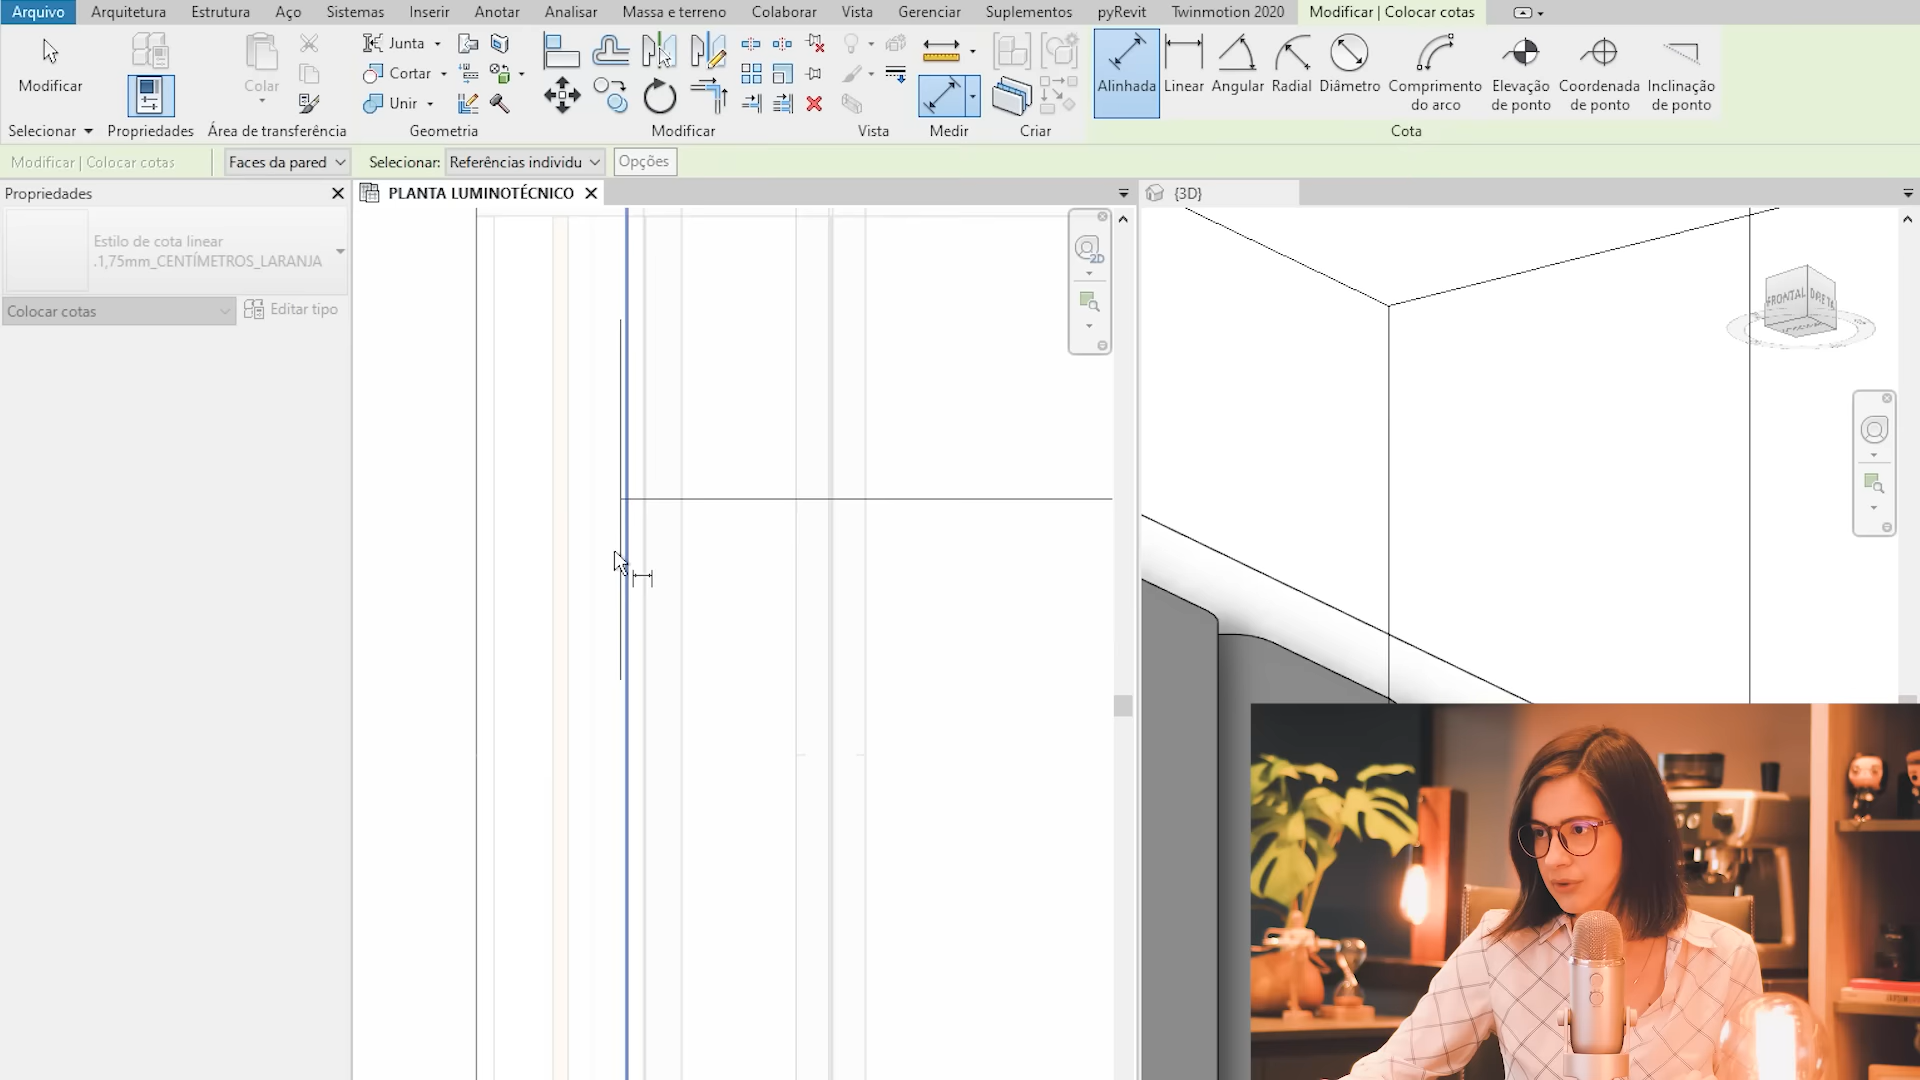 Arquivo Arquitetura Estrutura Aço Sistemas Inserir Anotar Analisar Massa e terreno Colaborar Vista Gerenciar Suplementos pyRevit Twinmotion 2020 Modificar | Colocar cotas
Modificar
Colar
Junta
Cortar
Unir
Alinhada Linear Angular Radial Diâmetro Comprimento do arco Elevação de ponto Coordenada de ponto Inclinação de ponto
Selecionar Propriedades Área de transferência Geometria Modificar Vista Medir Criar Cota
Modificar | Colocar cotas Faces da pared Selecionar: Referências individu Opções
Propriedades
PLANTA LUMINOTÉCNICO
{3D}
Estilo de cota linear
.1,75mm_CENTÍMETROS_LARANJA
Colocar cotas Editar tipo
2D
FRONTAL